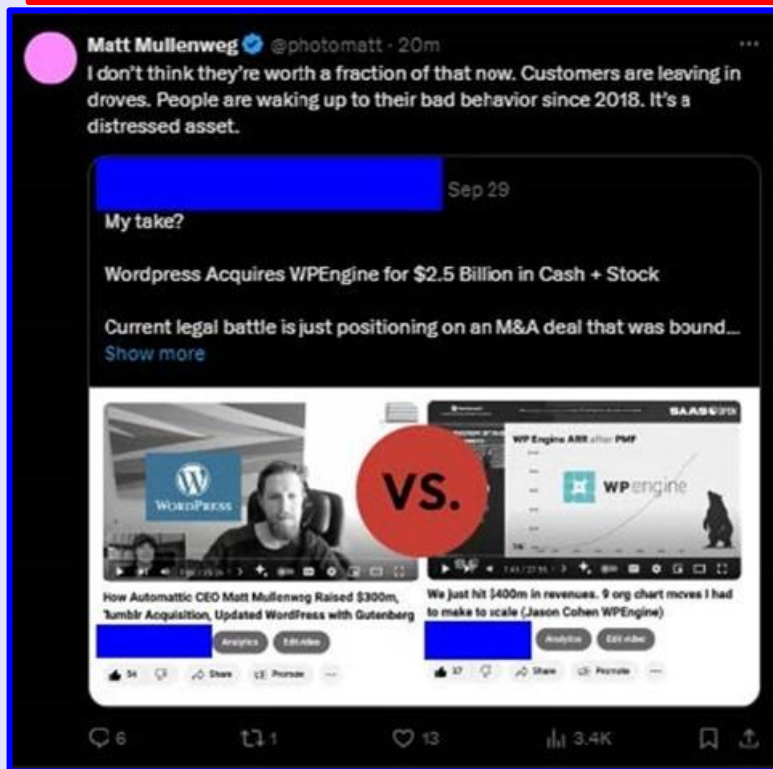 Matt Mullenweg @photomatt · 20m
I don't think they're worth a fraction of that now. Customers are leaving in
droves. People are waking up to their bad behavior since 2018. It's a
distressed asset.
Sep 29
My take?
Wordpress Acquires WPEngine for $2.5 Billion in Cash + Stock
Current legal battle is just positioning on an M&A deal that was bound...
Show more
WORDPRESS
VS.
SAAS OPEN
WP Engine ARR after PMF
WP engine
How Automattic CEO Matt Mullenweg Raised $300m,
Tumblr Acquisition, Updated WordPress with Gutenberg
Analytics
Edit video
Share
Promote
We just hit $400m in revenues. 9 org chart moves I had
to make to scale (Jason Cohen WPEngine)
Analytics
Edit video
37
Share
Promote
6
1
13
3.4K